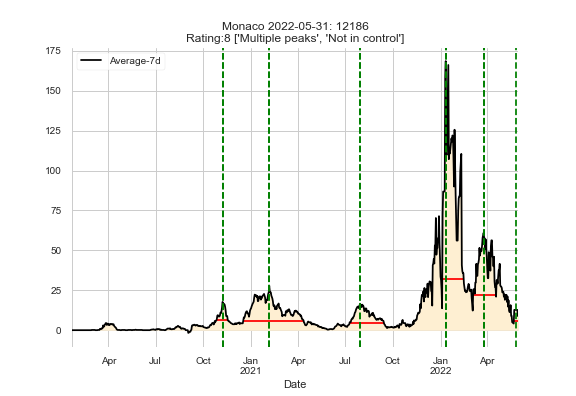 Monaco 2022-05-31: 12186
Rating:8 ['Multiple peaks', 'Not in control']
175
Average-7d
150
125
100
75
50
25
0
Apr Jul Oct Jan Apr Jul Oct Jan Apr
2021 2022
Date